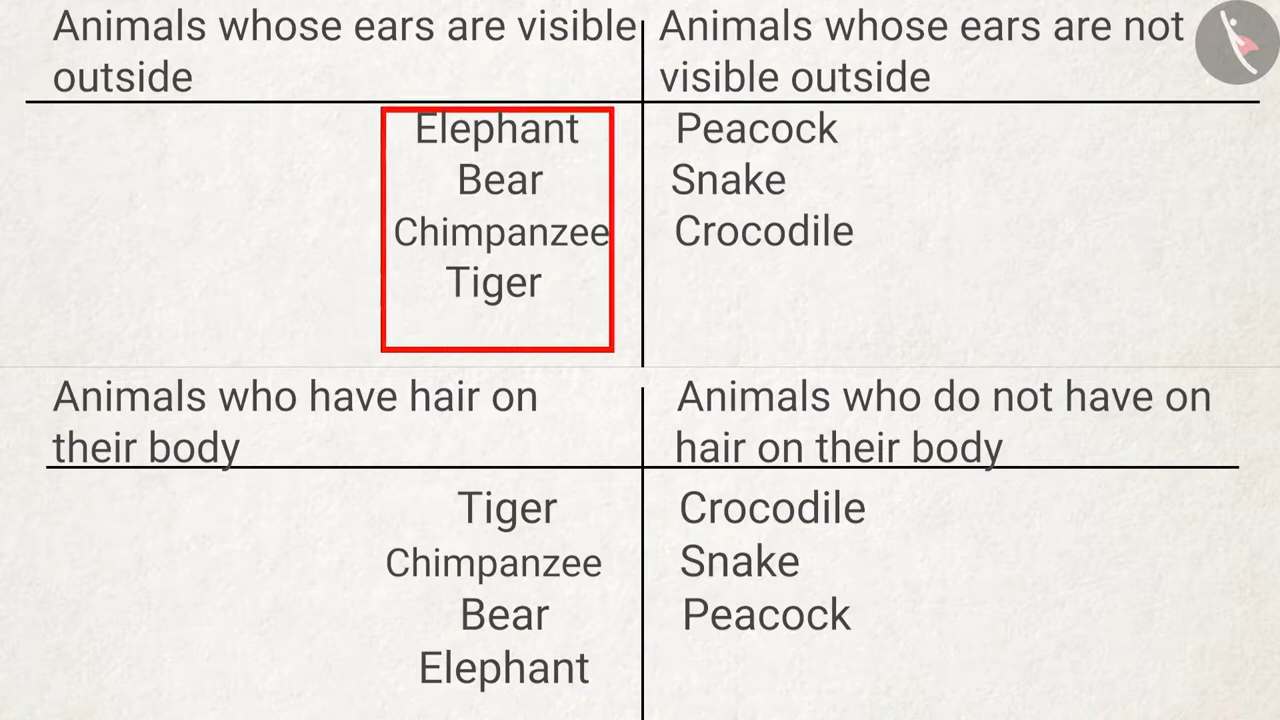 Animals whose ears are visible
outside
Animals whose ears are not
visible outside
Elephant
Bear
Chimpanzee
Tiger
Peacock
Snake
Crocodile
Animals who have hair on
their body
Animals who do not have on
hair on their body
Tiger
Chimpanzee
Bear
Elephant
Crocodile
Snake
Peacock